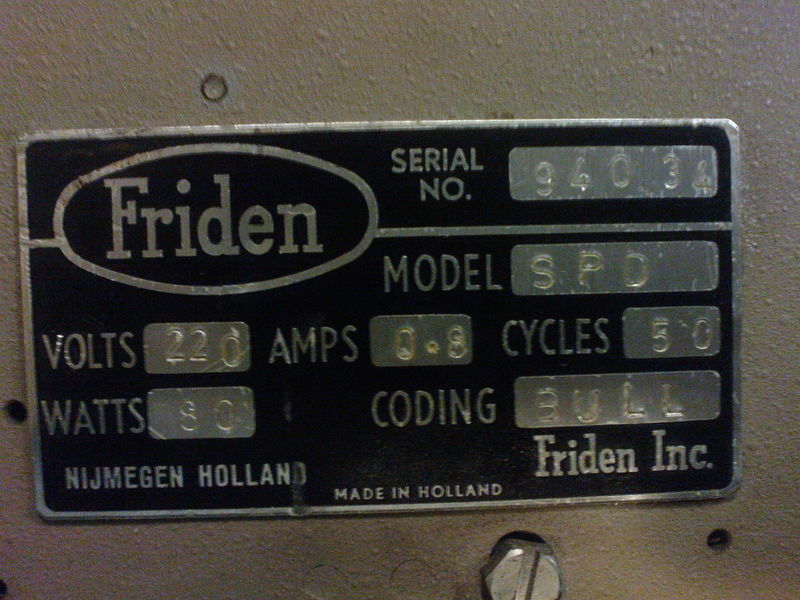 Friden
SERIAL NO. 94034
MODEL SPD
VOLTS 220 AMPS 0.8 CYCLES 50
WATTS 80 CODING BULL
Friden Inc.
NIJMEGEN HOLLAND
MADE IN HOLLAND